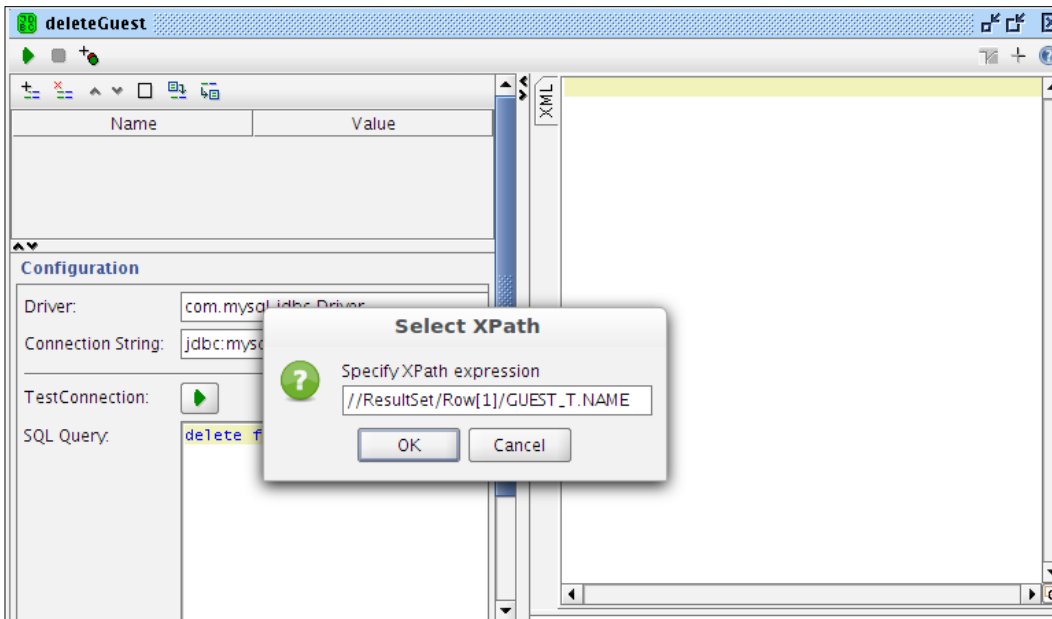 deleteGuest
XML
Name Value
Configuration
Driver: com.mysql.jdbc.Driver
Connection String: jdbc:mysq
TestConnection:
SQL Query: delete f
Select XPath
Specify XPath expression
//ResultSet/Row[1]/GUEST_T.NAME
OK Cancel